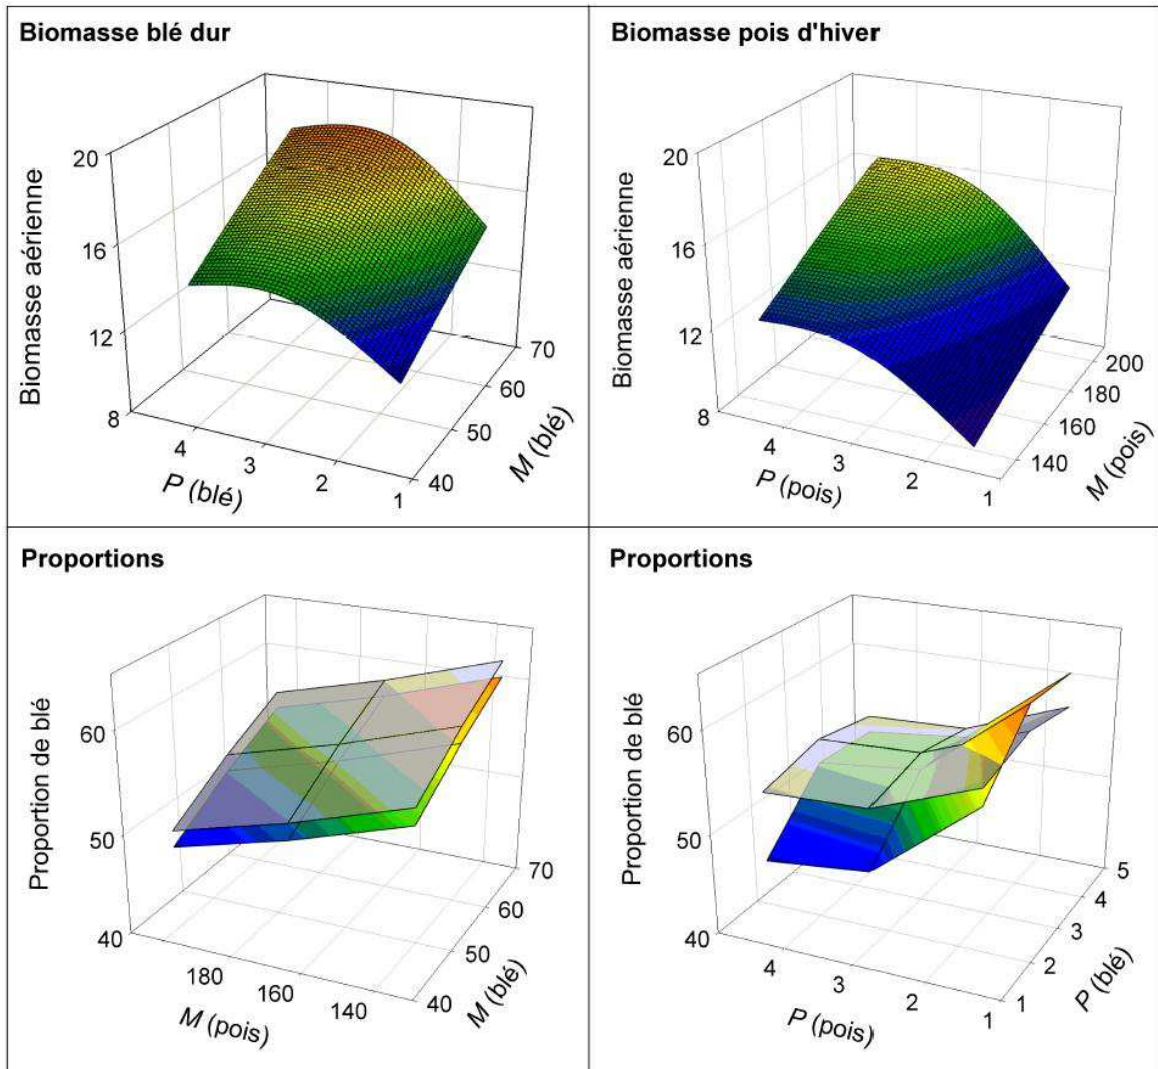 Biomasse blé dur
Biomasse aérienne
20
16
12
8
4
3
2
1
P (blé)
40
50
60
70
M (blé)
Biomasse pois d'hiver
Biomasse aérienne
20
16
12
8
4
3
2
1
P (pois)
140
160
180
200
M (pois)
Proportions
Proportion de blé
60
50
40
180
160
140
M (pois)
40
50
60
70
M (blé)
Proportions
Proportion de blé
60
50
40
4
3
2
1
P (pois)
1
2
3
4
5
P (blé)